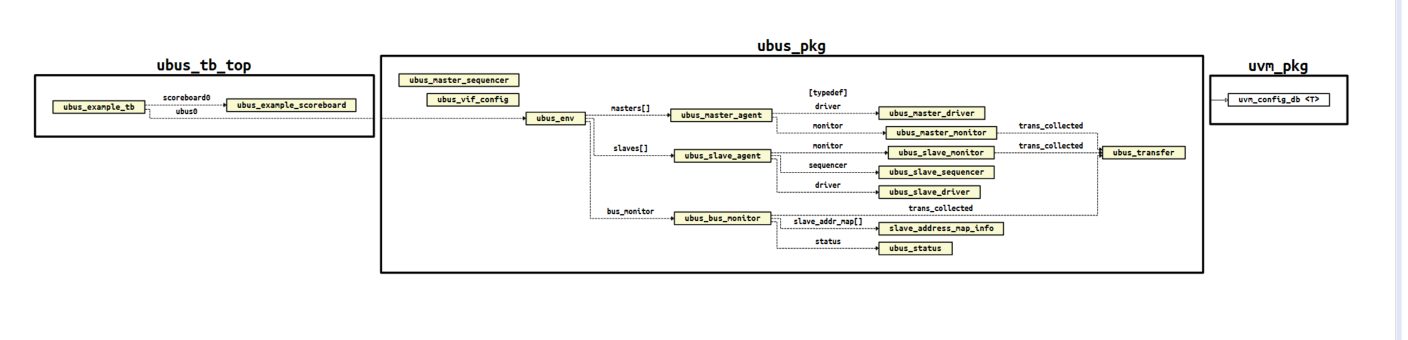 ubus_pkg
ubus_tb_top
uvm_pkg
ubus_master_sequencer
ubus_vif_config
ubus_example_tb
scoreboard0
ubus0
ubus_example_scoreboard
ubus_env
masters[]
slaves[]
bus_monitor
ubus_master_agent
ubus_slave_agent
ubus_bus_monitor
[typedef]
driver
monitor
monitor
sequencer
driver
trans_collected
slave_addr_map[]
status
ubus_master_driver
ubus_master_monitor
ubus_slave_monitor
ubus_slave_sequencer
ubus_slave_driver
slave_address_map_info
ubus_status
trans_collected
trans_collected
ubus_transfer
uvm_config_db <T>